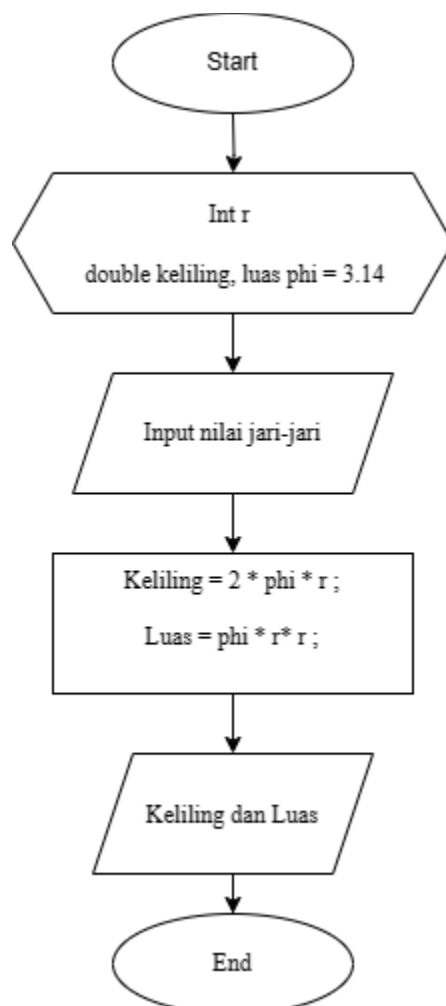 Start
Int r
double keliling, luas phi = 3.14
Input nilai jari-jari
Keliling = 2 * phi * r ;
Luas = phi * r* r ;
Keliling dan Luas
End